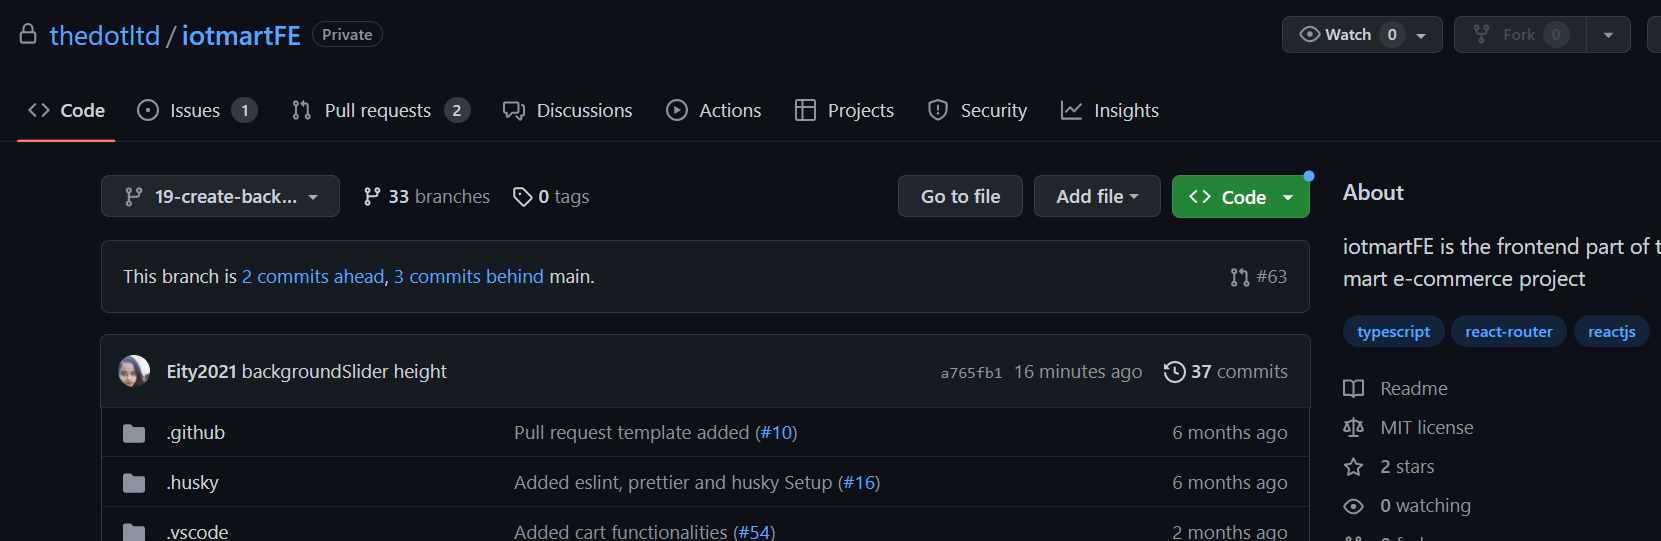 thedotltd / iotmartFE Private Watch 0 Fork 0
Code Issues 1 Pull requests 2 Discussions Actions Projects Security Insights
19-create-back... 33 branches 0 tags Go to file Add file Code
This branch is 2 commits ahead, 3 commits behind main. #63
Eity2021 backgroundSlider height a765fb1 16 minutes ago 37 commits
.github Pull request template added (#10) 6 months ago
.husky Added eslint, prettier and husky Setup (#16) 6 months ago
.vscode Added cart functionalities (#54) 2 months ago
About
iotmartFE is the frontend part of
mart e-commerce project
typescript react-router reactjs
Readme
MIT license
2 stars
0 watching